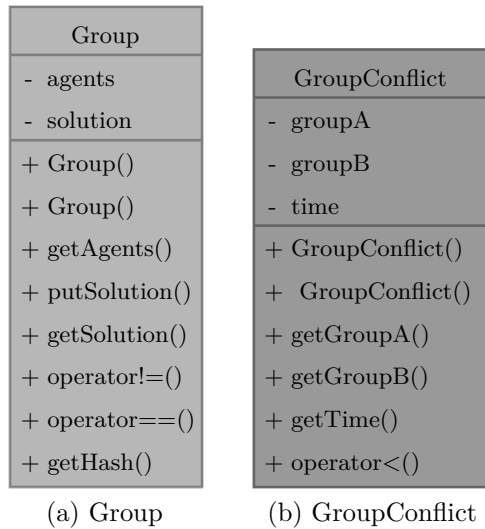 Group
- agents
- solution
+ Group()
+ Group()
+ getAgents()
+ putSolution()
+ getSolution()
+ operator!=()
+ operator==()
+ getHash()
(a) Group
GroupConflict
- groupA
- groupB
- time
+ GroupConflict()
+ GroupConflict()
+ getGroupA()
+ getGroupB()
+ getTime()
+ operator<()
(b) GroupConflict